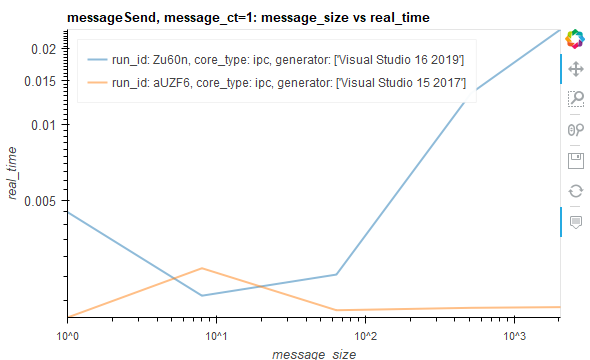 messageSend, message_ct=1: message_size vs real_time
run_id: Zu60n, core_type: ipc, generator: ['Visual Studio 16 2019']
run_id: aUZF6, core_type: ipc, generator: ['Visual Studio 15 2017']
0.02
0.015
0.01
0.005
real_time
10^0
10^1
10^2
10^3
message_size